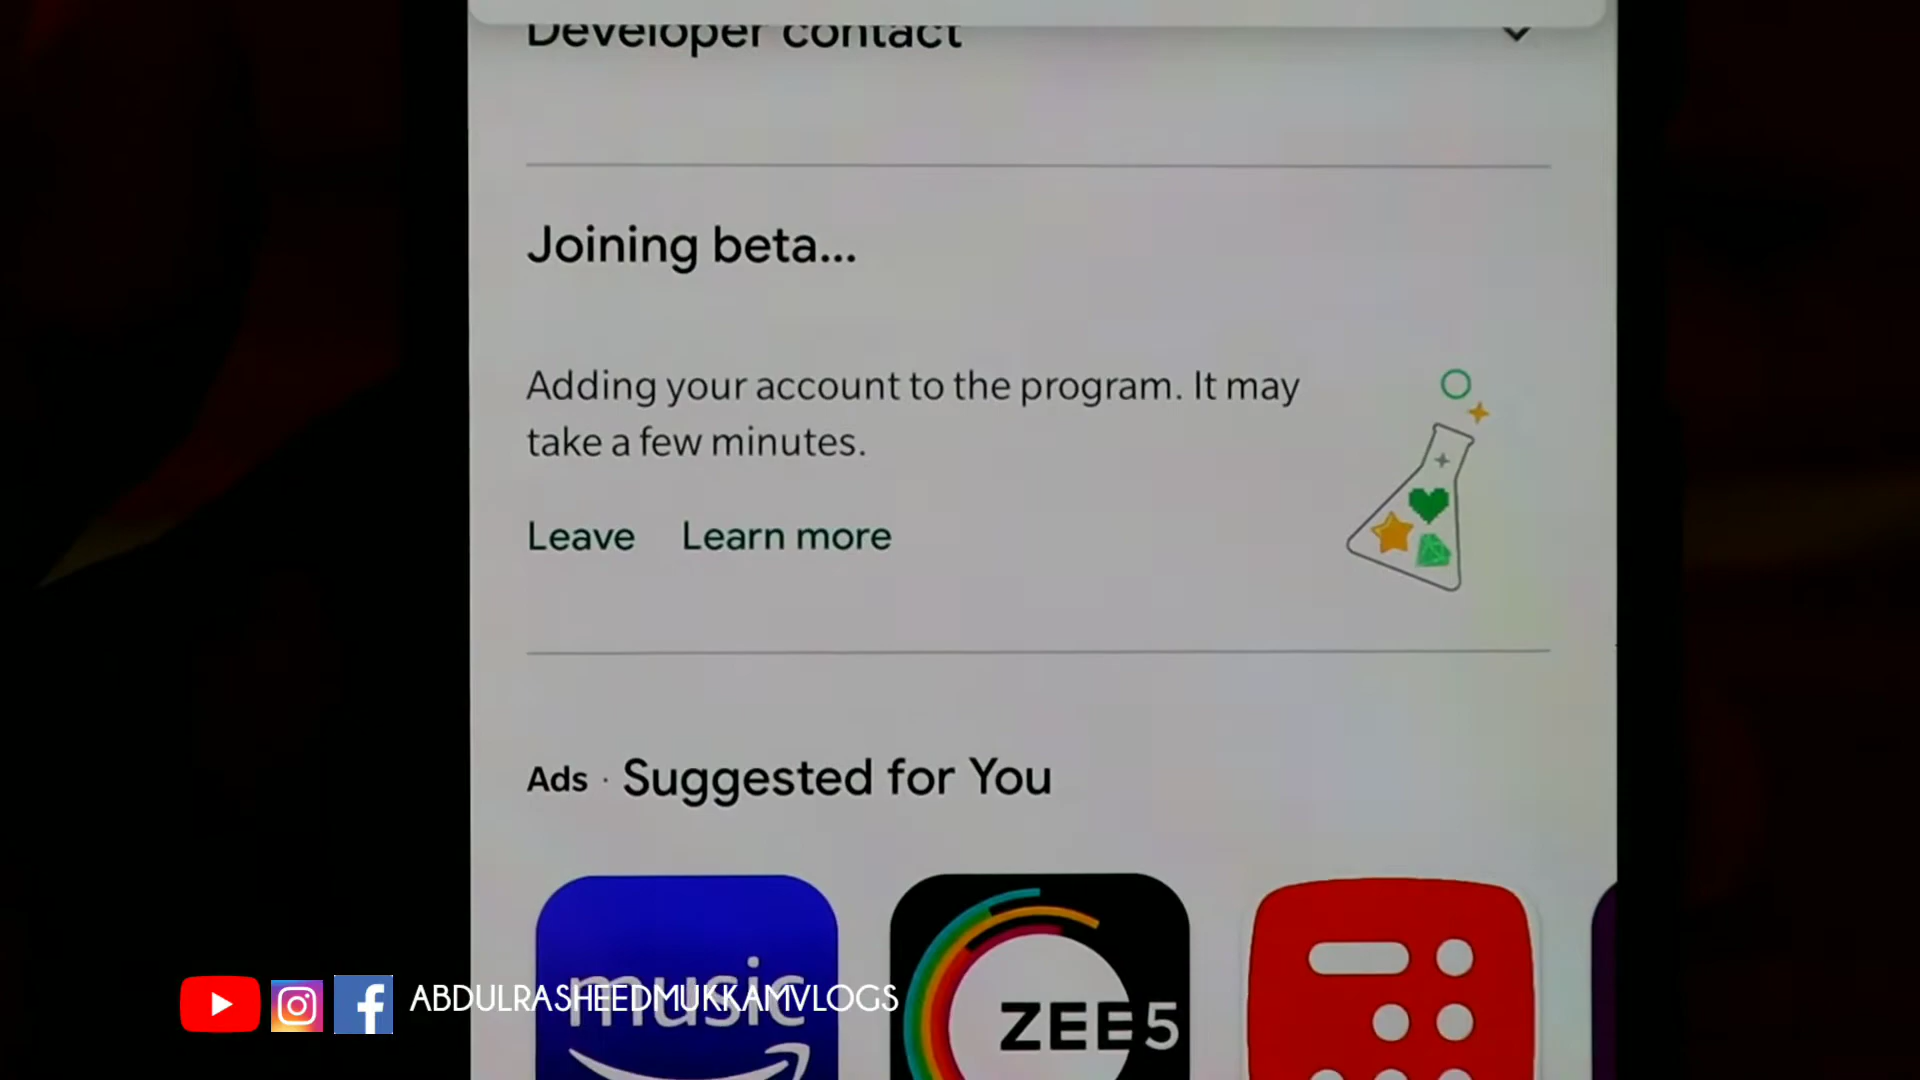 Developer contact
Joining beta...
Adding your account to the program. It may
take a few minutes.
Leave Learn more
Ads · Suggested for You
music
ZEE5
ABDULRASHEEDMUKKAMVLOGS